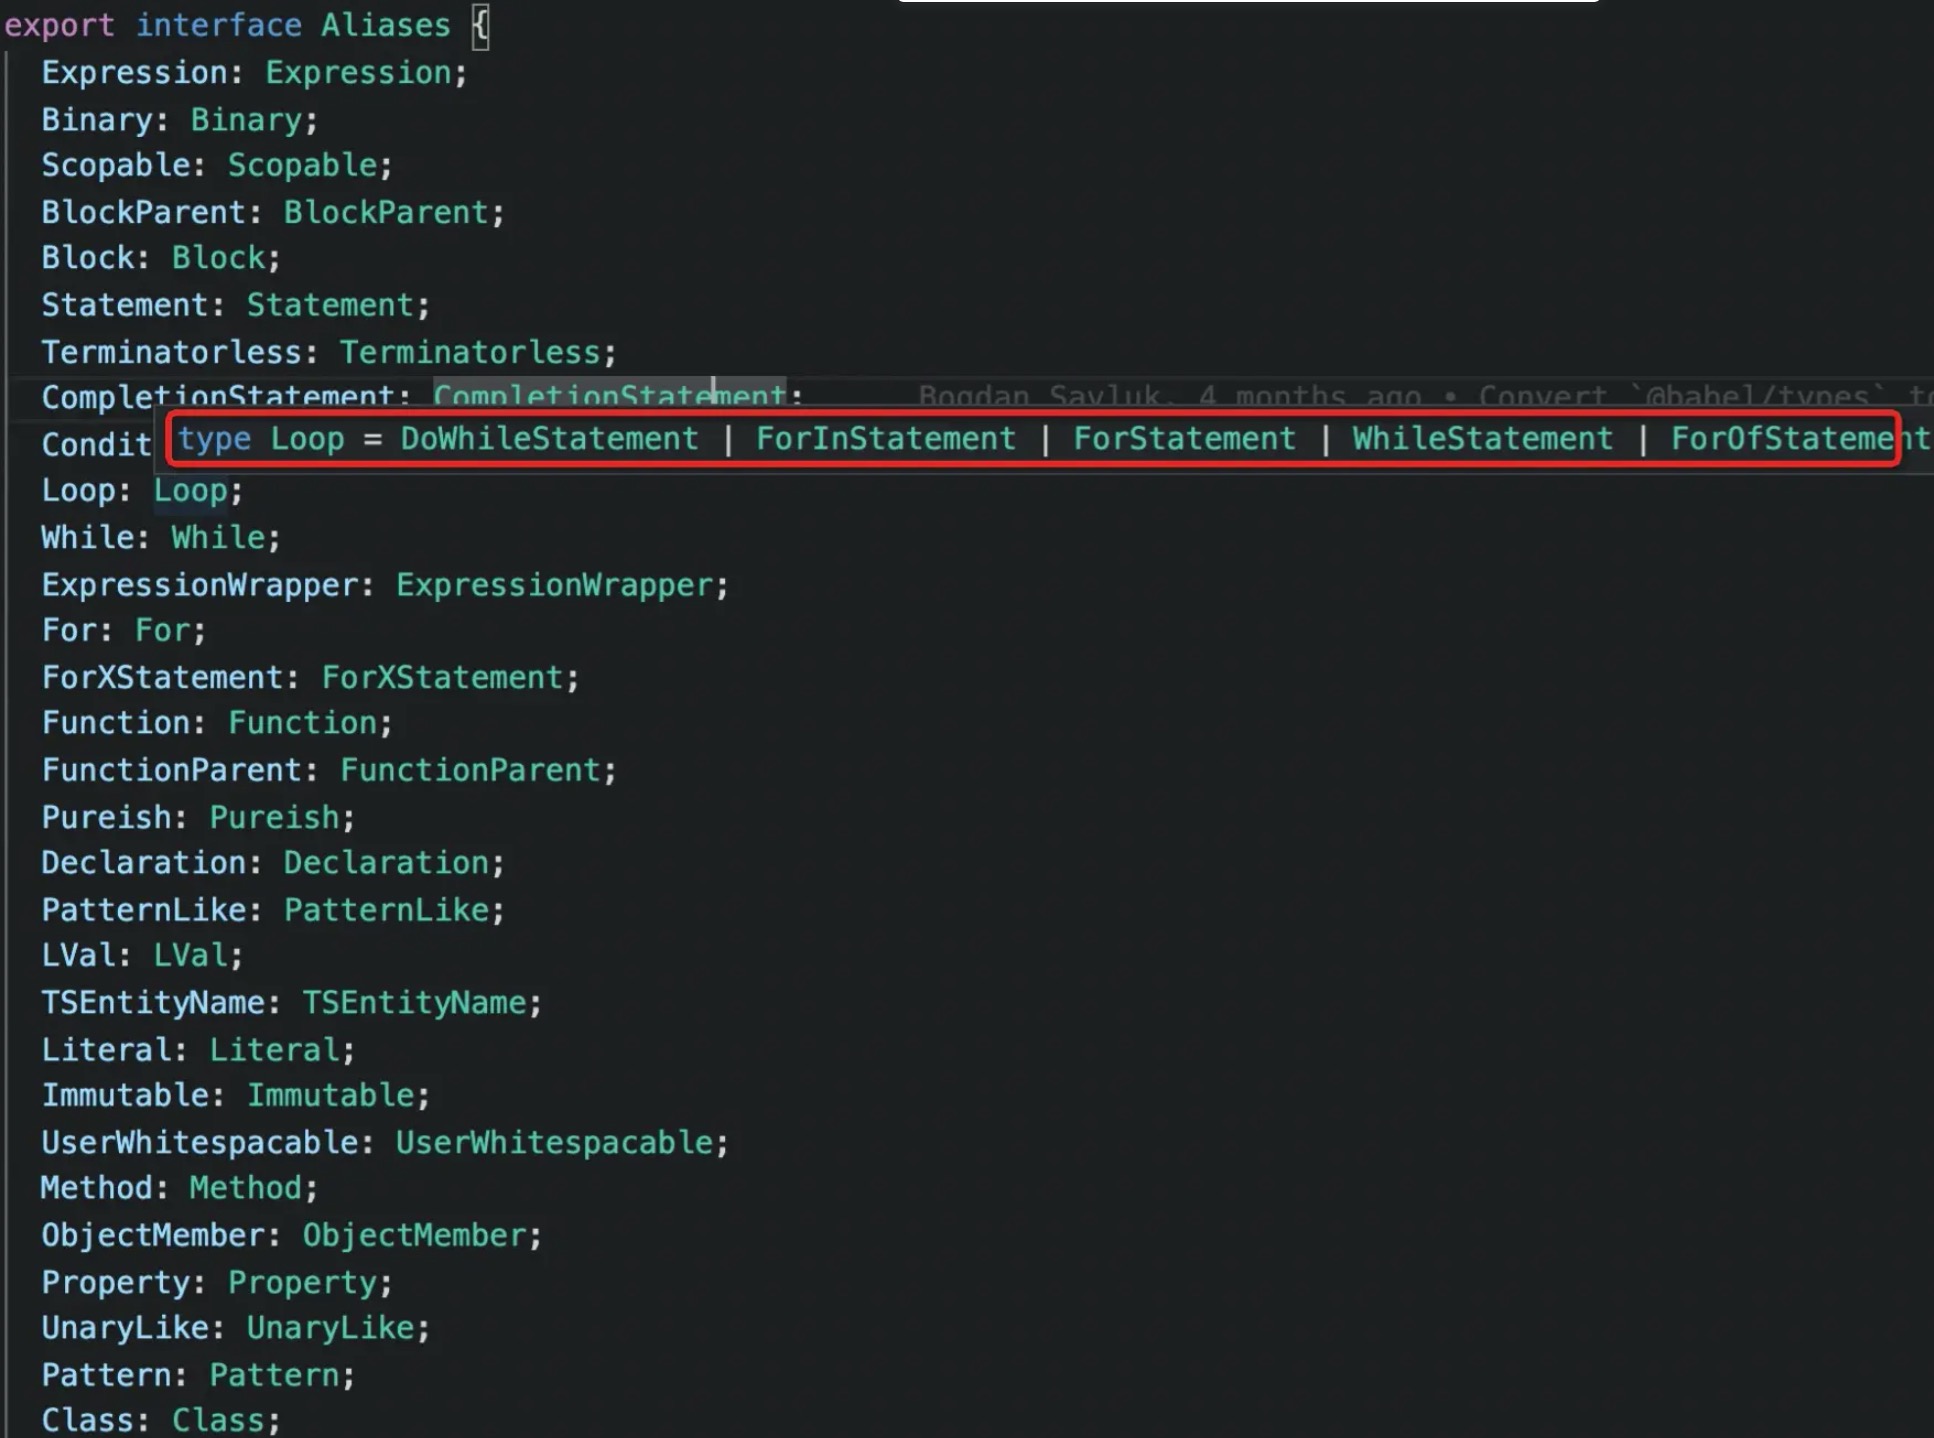 export interface Aliases {
Expression: Expression;
Binary: Binary;
Scopable: Scopable;
BlockParent: BlockParent;
Block: Block;
Statement: Statement;
Terminatorless: Terminatorless;
CompletionStatement: CompletionStatement; Bogdan Savluk, 4 months ago • Convert `@babel/types` to
Condit
type Loop = DoWhileStatement | ForInStatement | ForStatement | WhileStatement | ForOfStatement
Loop: Loop;
While: While;
ExpressionWrapper: ExpressionWrapper;
For: For;
ForXStatement: ForXStatement;
Function: Function;
FunctionParent: FunctionParent;
Pureish: Pureish;
Declaration: Declaration;
PatternLike: PatternLike;
LVal: LVal;
TSEntityName: TSEntityName;
Literal: Literal;
Immutable: Immutable;
UserWhitespacable: UserWhitespacable;
Method: Method;
ObjectMember: ObjectMember;
Property: Property;
UnaryLike: UnaryLike;
Pattern: Pattern;
Class: Class;